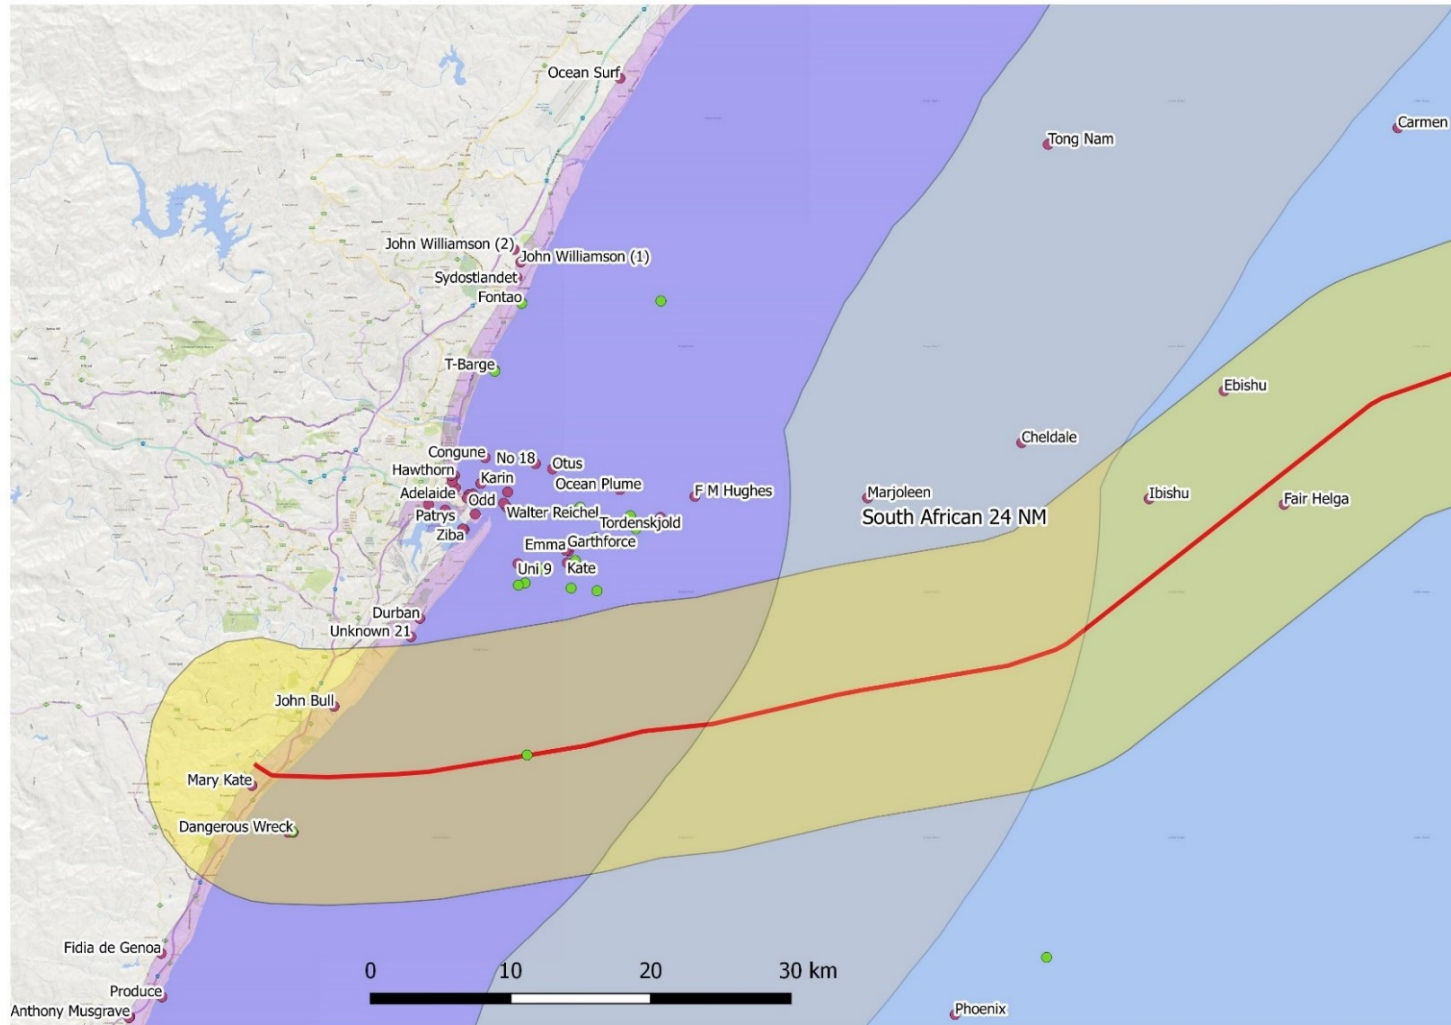 Ocean Surf
Carmen
Tong Nam
John Williamson (2)
John Williamson (1)
Sydostlandet
Fontao
T-Barge
Ebishu
Cheldale
Congune
No 18
Otus
Hawthorn
Karin
Ocean Plume
Adelaide
Odd
F M Hughes
Marjoleen
Ibishu
Fair Helga
Patrys
Walter Reichel
South African 24 NM
Tordenskjold
Ziba
Emma
Garthforce
Uni 9
Kate
Durban
Unknown 21
John Bull
Mary Kate
Dangerous Wreck
Fidia de Genoa
0 10 20 30 km
Produce
Anthony Musgrave
Phoenix